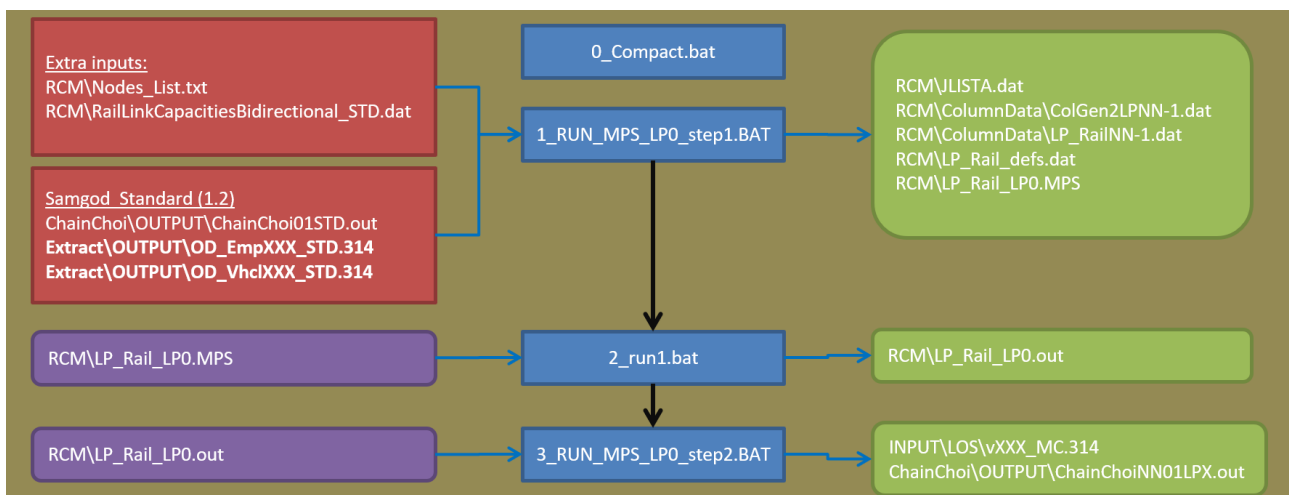 Extra inputs:
RCM\Nodes_List.txt
RCM\RailLinkCapacitiesBidirectional_STD.dat
Samgod_Standard (1.2)
ChainChoi\OUTPUT\ChainChoi01STD.out
Extract\OUTPUT\OD_EmpXXX_STD.314
Extract\OUTPUT\OD_VhclXXX_STD.314
0_Compact.bat
1_RUN_MPS_LP0_step1.BAT
RCM\JLISTA.dat
RCM\ColumnData\ColGen2LPNN-1.dat
RCM\ColumnData\LP_RailNN-1.dat
RCM\LP_Rail_defs.dat
RCM\LP_Rail_LP0.MPS
RCM\LP_Rail_LP0.MPS
2_run1.bat
RCM\LP_Rail_LP0.out
RCM\LP_Rail_LP0.out
3_RUN_MPS_LP0_step2.BAT
INPUT\LOS\vXXX_MC.314
ChainChoi\OUTPUT\ChainChoiNN01LPX.out